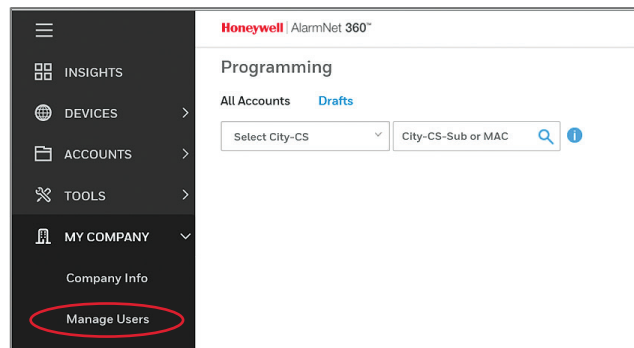 Honeywell | AlarmNet 360™
INSIGHTS
DEVICES
ACCOUNTS
TOOLS
MY COMPANY
Company Info
Manage Users
Programming
All Accounts Drafts
Select City-CS City-CS-Sub or MAC